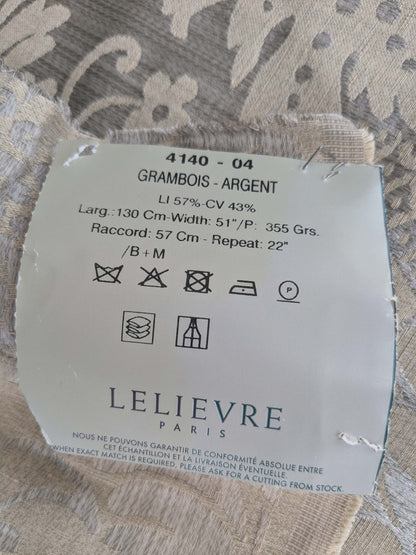 4140 - 04
GRAMBOIS - ARGENT
LI 57%-CV 43%
Larg.:130 Cm-Width: 51"/P: 355 Grs.
Raccord: 57 Cm - Repeat: 22"
/B+M
P
LELIEVRE
PARIS
NOUS NE POUVONS GARANTIR DE CONFORMITÉ ABSOLUE ENTRE
CET ÉCHANTILLON ET LA LIVRAISON ÉVENTUELLE.
WHEN EXACT MATCH IS REQUIRED, PLEASE ASK FOR A CUTTING FROM STOCK.